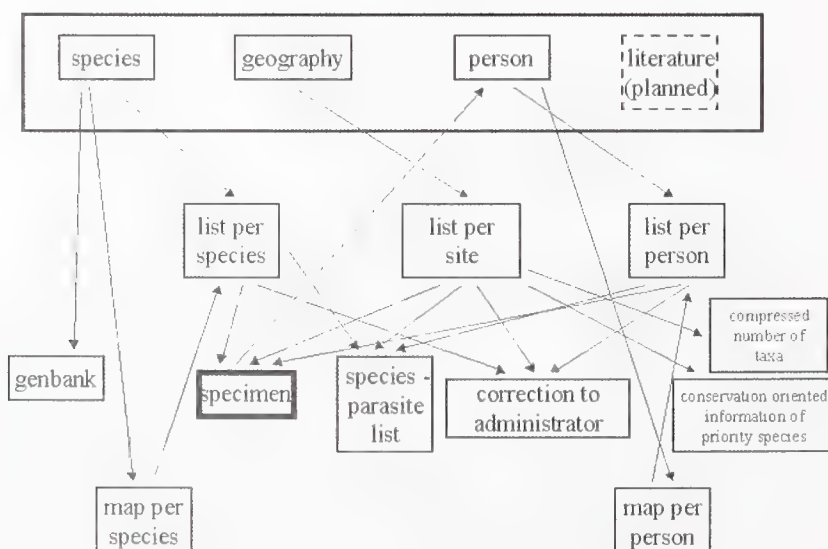 species
geography
person
literature
(planned)
list per
species
list per
site
list per
person
compressed
number of
taxa
genbank
specimen
species -
parasite
list
correction to
administrator
conservation oriented
information of
priority species
map per
species
map per
person